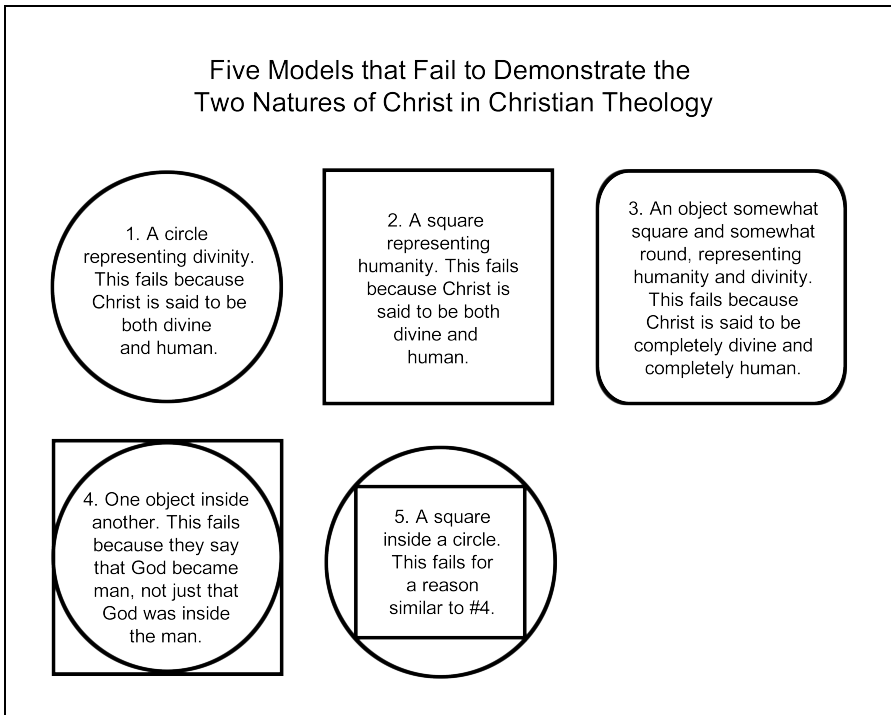 Five Models that Fail to Demonstrate the
Two Natures of Christ in Christian Theology
1. A circle
representing divinity.
This fails because
Christ is said to be
both divine
and human.
2. A square
representing
humanity. This fails
because Christ is
said to be both
divine and
human.
3. An object somewhat
square and somewhat
round, representing
humanity and divinity.
This fails because
Christ is said to be
completely divine and
completely human.
4. One object inside
another. This fails
because they say
that God became
man, not just that
God was inside
the man.
5. A square
inside a circle.
This fails for
a reason
similar to #4.